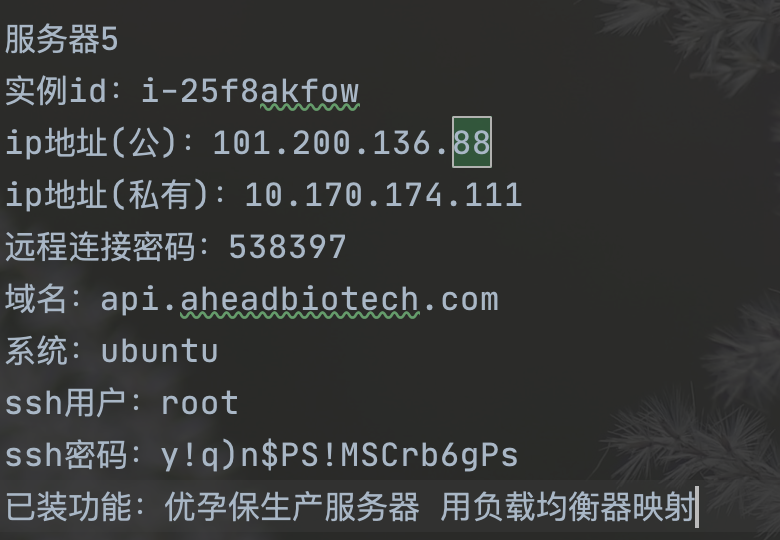 服务器5
实例id：i-25f8akfow
ip地址(公)：101.200.136.88
ip地址(私有)：10.170.174.111
远程连接密码：538397
域名：api.aheadbiotech.com
系统：ubuntu
ssh用户：root
ssh密码：y!q)n$PS!MSCrb6gPs
已装功能：优孕保生产服务器 用负载均衡器映射